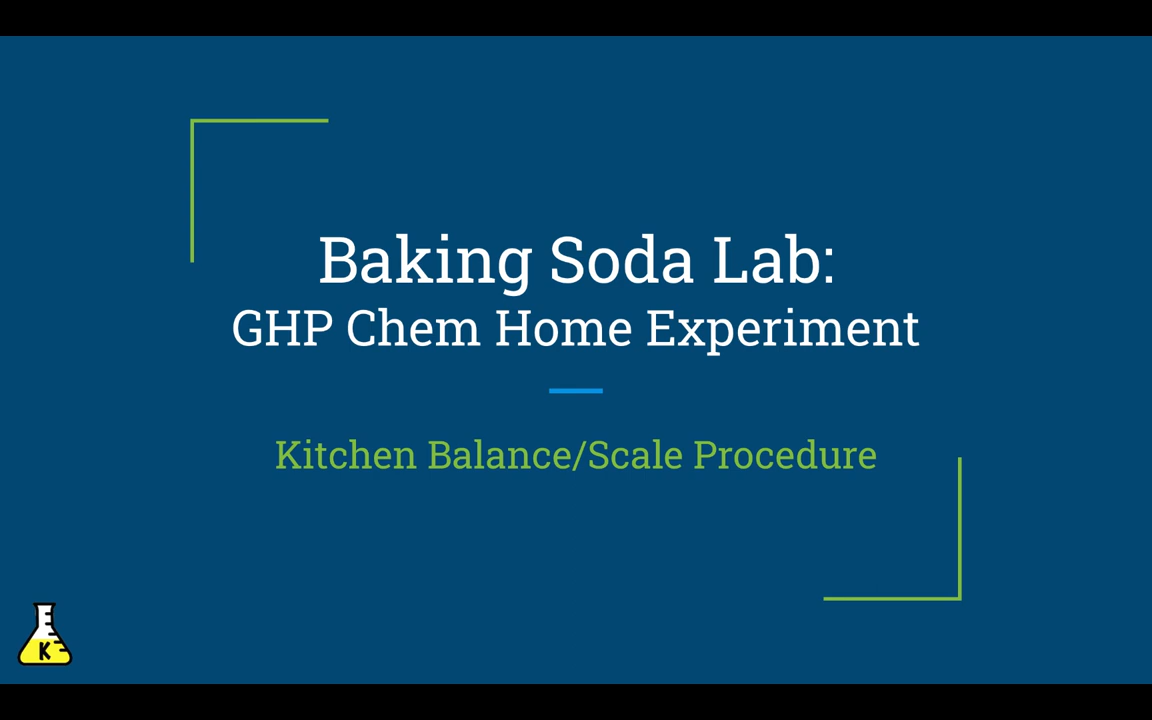 Baking Soda Lab:
GHP Chem Home Experiment
Kitchen Balance/Scale Procedure
K